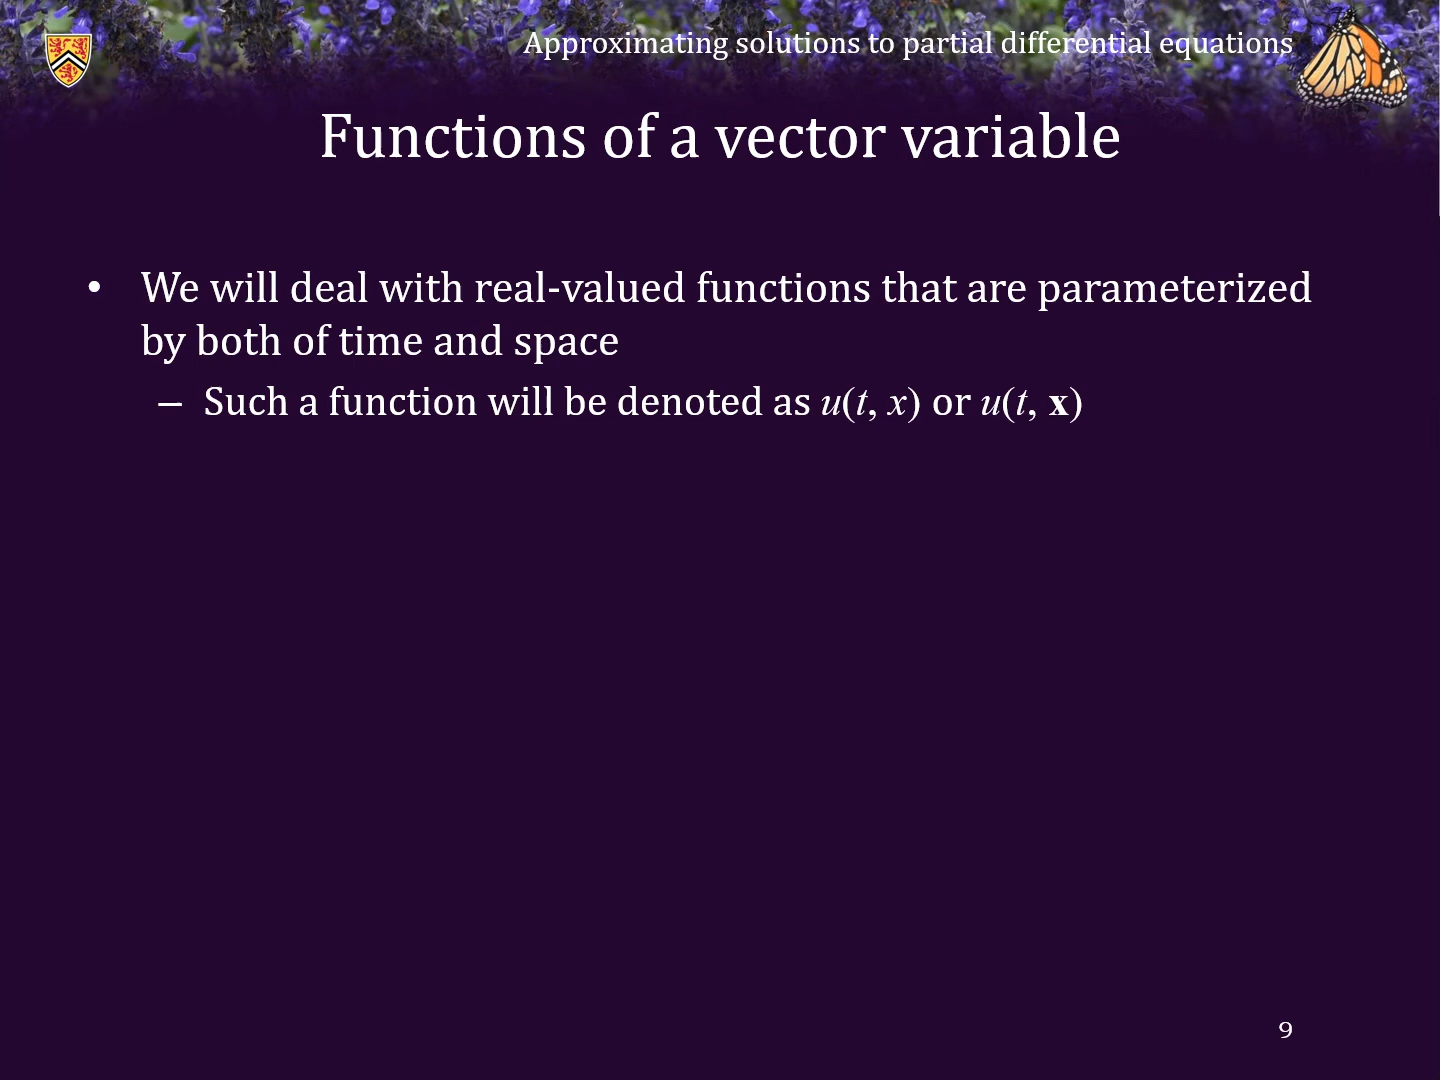 Approximating solutions to partial differential equations
Functions of a vector variable
• We will deal with real-valued functions that are parameterized
by both of time and space
– Such a function will be denoted as u(t, x) or u(t, x)
9